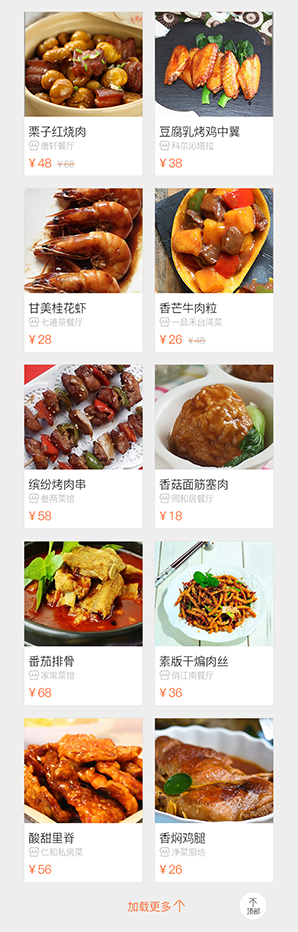 栗子红烧肉
唐轩餐厅
¥48 ¥68
豆腐乳烤鸡中翼
科尔沁塔拉
¥38
甘美桂花虾
七道茶餐厅
¥28
香芒牛肉粒
一品禾台湾菜
¥26 ¥48
缤纷烤肉串
叁两菜馆
¥58
香菇面筋塞肉
同和居餐厅
¥18
番茄排骨
家常菜馆
¥68
素版干煸肉丝
俏江南餐厅
¥36
酸甜里脊
仁和私房菜
¥56
香焖鸡腿
净菜厨坊
¥26
加载更多
顶部